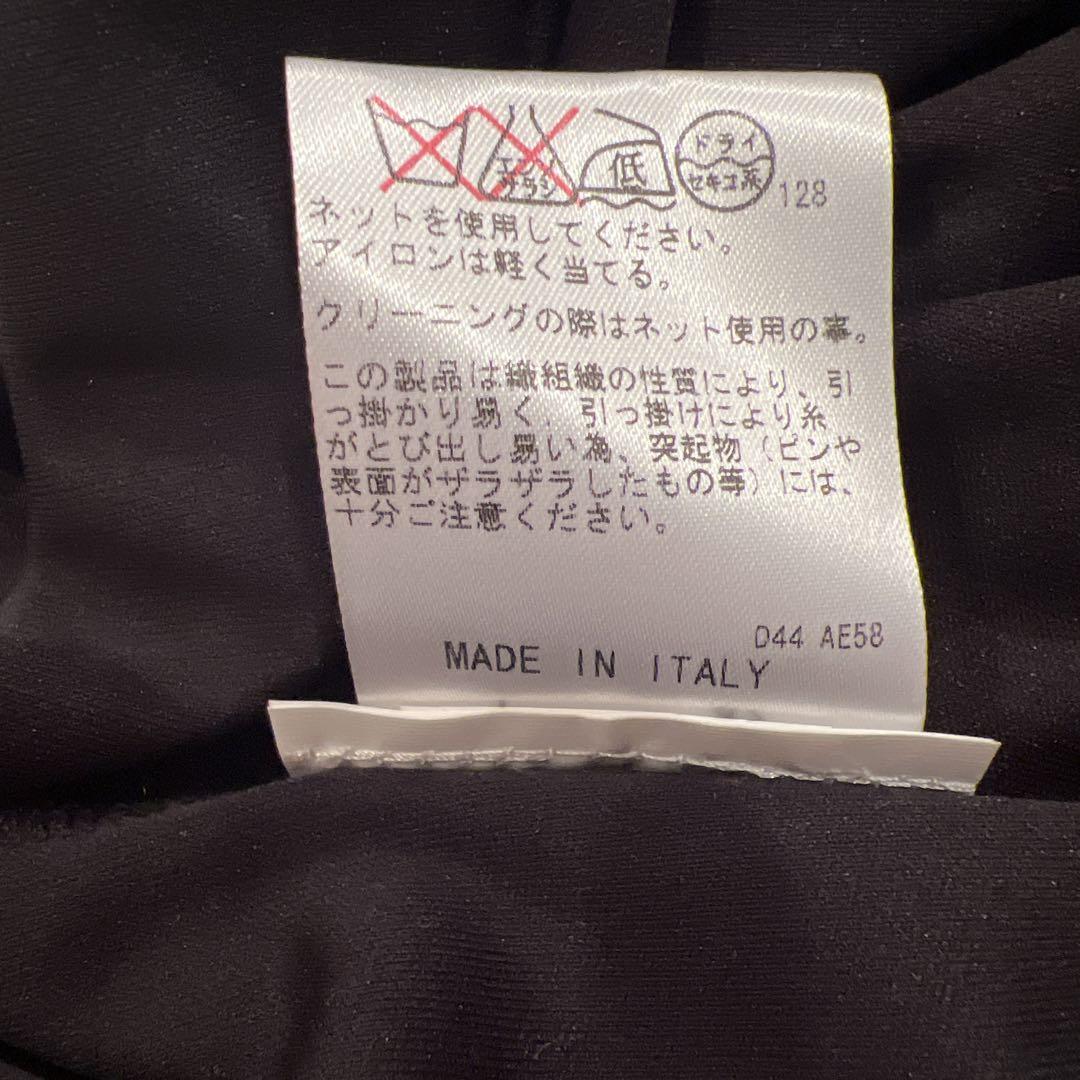 エンソ
サラシ
低
ドライ
セキユ系
128
ネットを使用してください。
アイロンは軽く当てる。
クリーニングの際はネット使用の事。
この製品は織組織の性質により、引
っ掛かり易く、引っ掛けにより糸
がとび出し易い為、突起物(ピンや
表面がザラザラしたもの等)には、
十分ご注意ください。
D44 AE58
MADE IN ITALY